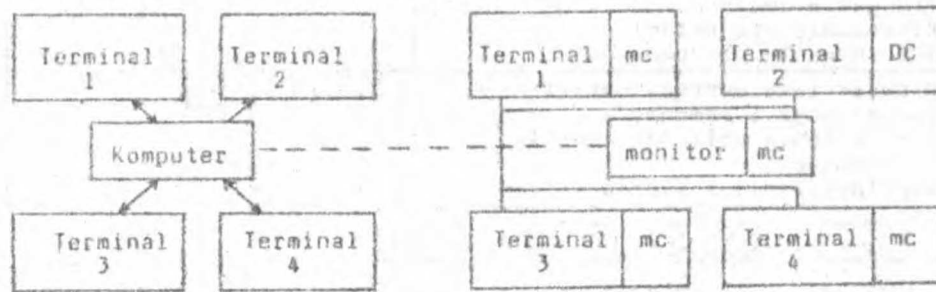 Terminal 1
Terminal 2
Terminal 1 mc
Terminal 2 DC
Komputer
monitor mc
Terminal 3
Terminal 4
Terminal 3 mc
Terminal 4 mc